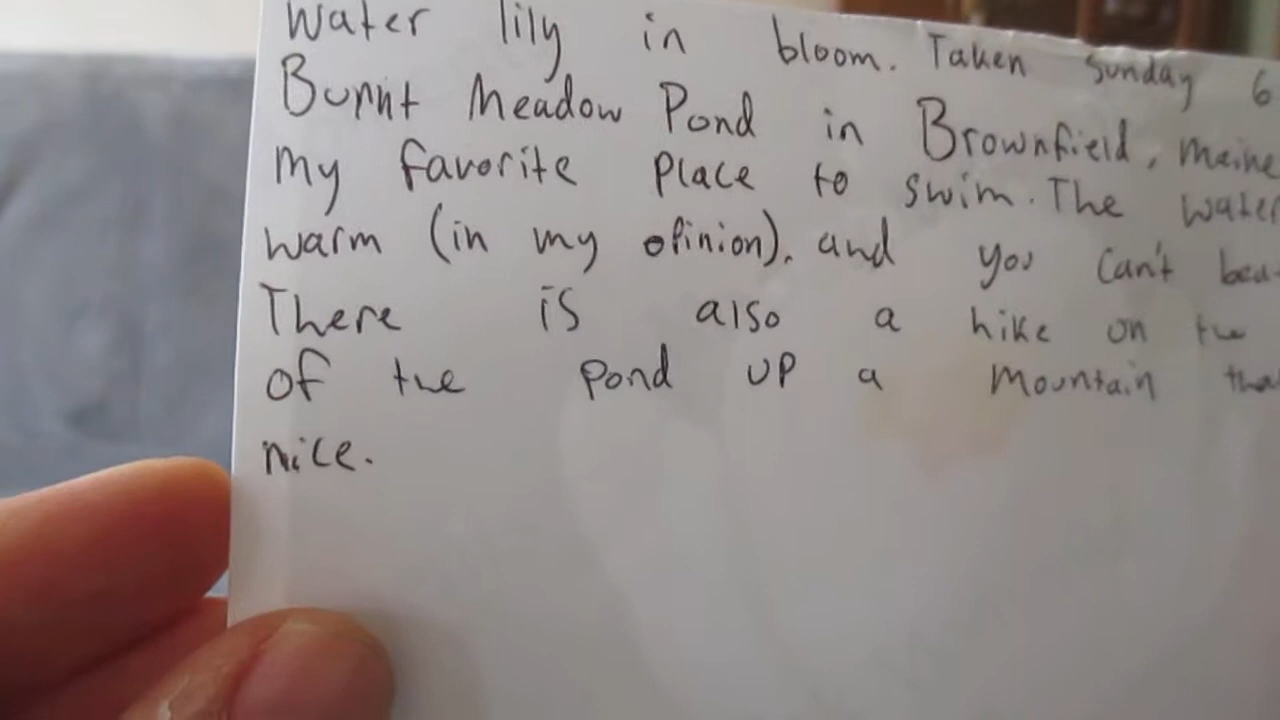 Water lily in bloom. Taken Sunday 6
Burnt Meadow Pond in Brownfield, Maine
My favorite Place to swim. The water
warm (in my opinion), and you can't bea
There is also a hike on the
of the pond up a mountain tha
nice.